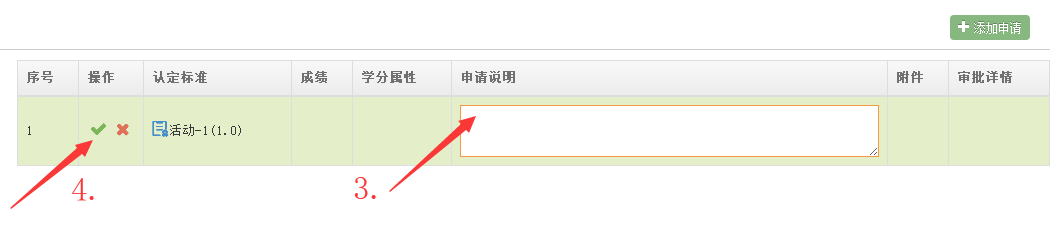 添加申请
序号 操作 认定标准 成绩 学分属性 申请说明 附件 审批详情
1 活动-1(1.0)
4. 3.